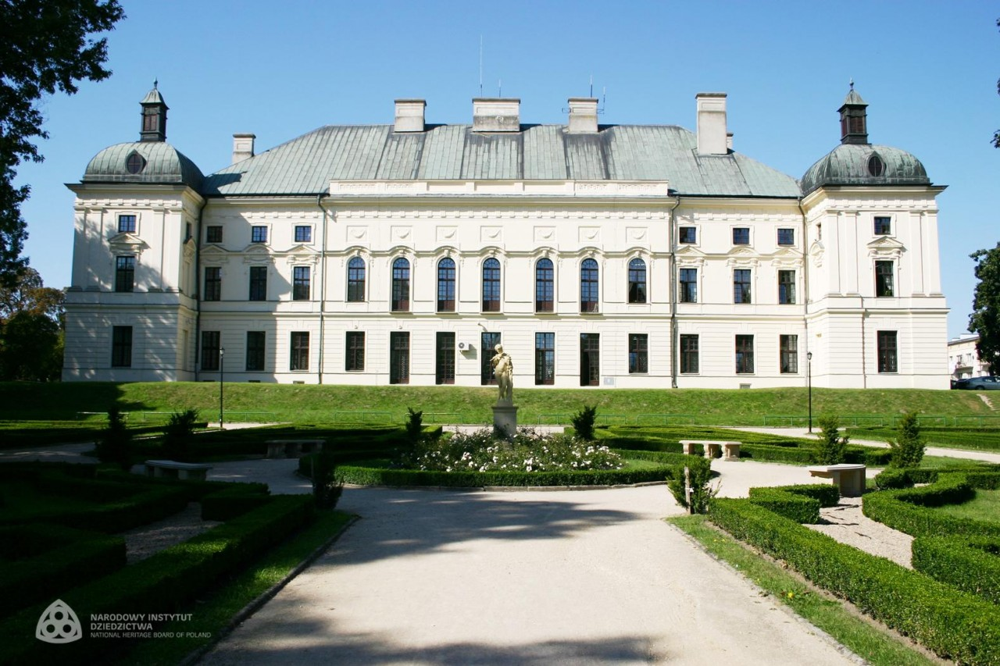 NARODOWY INSTYTUT
DZIEDZICTWA
NATIONAL HERITAGE BOARD OF POLAND